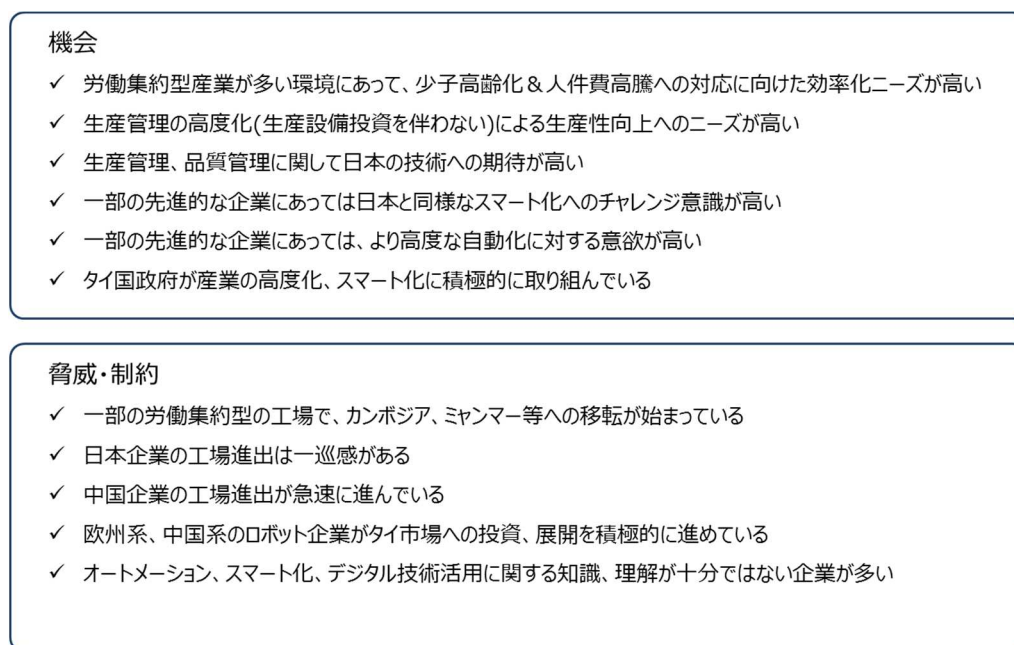 機会
✓ 労働集約型産業が多い環境にあって、少子高齢化＆人件費高騰への対応に向けた効率化ニーズが高い
✓ 生産管理の高度化(生産設備投資を伴わない)による生産性向上へのニーズが高い
✓ 生産管理、品質管理に関して日本の技術への期待が高い
✓ 一部の先進的な企業にあっては日本と同様なスマート化へのチャレンジ意識が高い
✓ 一部の先進的な企業にあっては、より高度な自動化に対する意欲が高い
✓ タイ国政府が産業の高度化、スマート化に積極的に取り組んでいる
脅威・制約
✓ 一部の労働集約型の工場で、カンボジア、ミャンマー等への移転が始まっている
✓ 日本企業の工場進出は一巡感がある
✓ 中国企業の工場進出が急速に進んでいる
✓ 欧州系、中国系のロボット企業がタイ市場への投資、展開を積極的に進めている
✓ オートメーション、スマート化、デジタル技術活用に関する知識、理解が十分ではない企業が多い